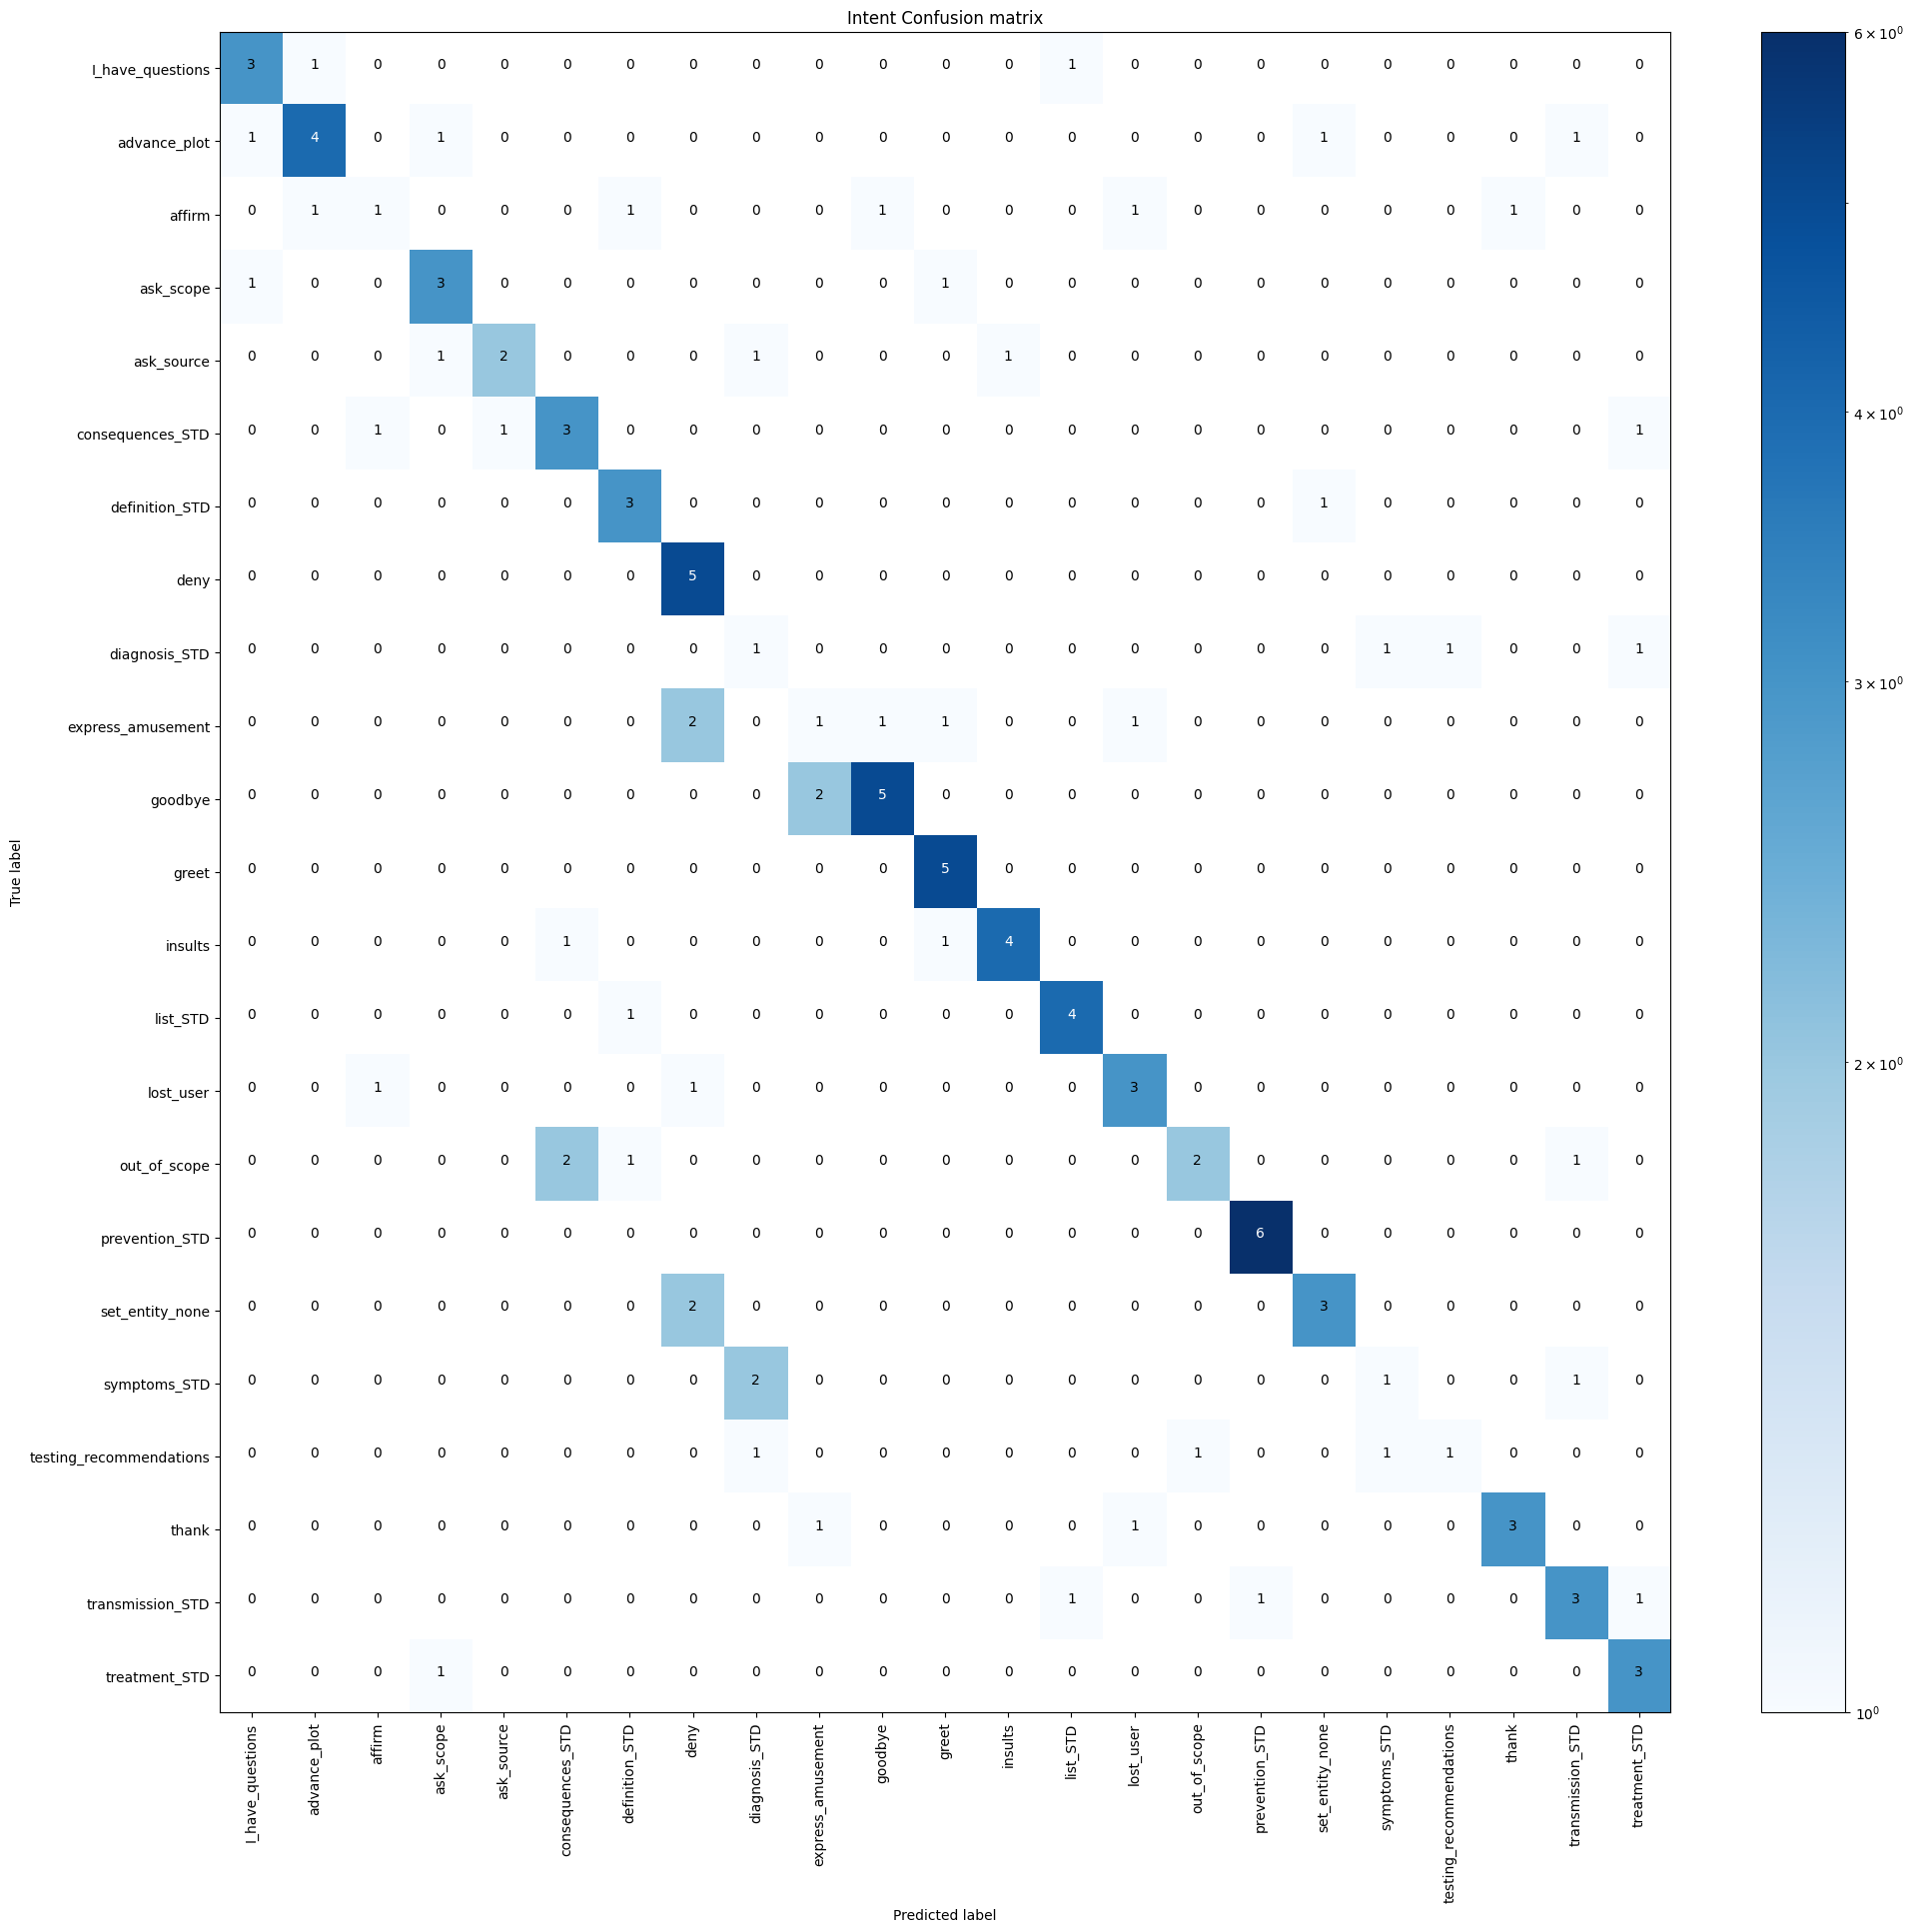 Intent Confusion matrix
I_have_questions 3 1 0 0 0 0 0 0 0 0 0 0 0 1 0 0 0 0 0 0 0 0 0
advance_plot 1 4 0 1 0 0 0 0 0 0 0 0 0 0 0 0 0 1 0 0 0 1 0
affirm 0 1 1 0 0 0 1 0 0 0 1 0 0 0 1 0 0 0 0 0 1 0 0
ask_scope 1 0 0 3 0 0 0 0 0 0 0 1 0 0 0 0 0 0 0 0 0 0 0
ask_source 0 0 0 1 2 0 0 0 1 0 0 0 1 0 0 0 0 0 0 0 0 0 0
consequences_STD 0 0 1 0 1 3 0 0 0 0 0 0 0 0 0 0 0 0 0 0 0 0 1
definition_STD 0 0 0 0 0 0 3 0 0 0 0 0 0 0 0 0 0 1 0 0 0 0 0
deny 0 0 0 0 0 0 0 5 0 0 0 0 0 0 0 0 0 0 0 0 0 0 0
diagnosis_STD 0 0 0 0 0 0 0 0 1 0 0 0 0 0 0 0 0 0 1 1 0 0 1
express_amusement 0 0 0 0 0 0 0 2 0 1 1 1 0 0 1 0 0 0 0 0 0 0 0
goodbye 0 0 0 0 0 0 0 0 0 2 5 0 0 0 0 0 0 0 0 0 0 0 0
greet 0 0 0 0 0 0 0 0 0 0 0 5 0 0 0 0 0 0 0 0 0 0 0
insults 0 0 0 0 0 1 0 0 0 0 0 1 4 0 0 0 0 0 0 0 0 0 0
list_STD 0 0 0 0 0 0 1 0 0 0 0 0 0 4 0 0 0 0 0 0 0 0 0
lost_user 0 0 1 0 0 0 0 1 0 0 0 0 0 0 3 0 0 0 0 0 0 0 0
out_of_scope 0 0 0 0 0 2 1 0 0 0 0 0 0 0 0 2 0 0 0 0 0 1 0
prevention_STD 0 0 0 0 0 0 0 0 0 0 0 0 0 0 0 0 6 0 0 0 0 0 0
set_entity_none 0 0 0 0 0 0 0 2 0 0 0 0 0 0 0 0 0 3 0 0 0 0 0
symptoms_STD 0 0 0 0 0 0 0 0 2 0 0 0 0 0 0 0 0 0 1 0 0 1 0
testing_recommendations 0 0 0 0 0 0 0 0 1 0 0 0 0 0 0 1 0 0 1 1 0 0 0
thank 0 0 0 0 0 0 0 0 0 1 0 0 0 0 1 0 0 0 0 0 3 0 0
transmission_STD 0 0 0 0 0 0 0 0 0 0 0 0 0 1 0 0 1 0 0 0 0 3 1
treatment_STD 0 0 0 1 0 0 0 0 0 0 0 0 0 0 0 0 0 0 0 0 0 0 3
True label
I_have_questions
advance_plot
affirm
ask_scope
ask_source
consequences_STD
definition_STD
deny
diagnosis_STD
express_amusement
goodbye
greet
insults
list_STD
lost_user
out_of_scope
prevention_STD
set_entity_none
symptoms_STD
testing_recommendations
thank
transmission_STD
treatment_STD
Predicted label
6 × 10⁰
4 × 10⁰
3 × 10⁰
2 × 10⁰
10⁰